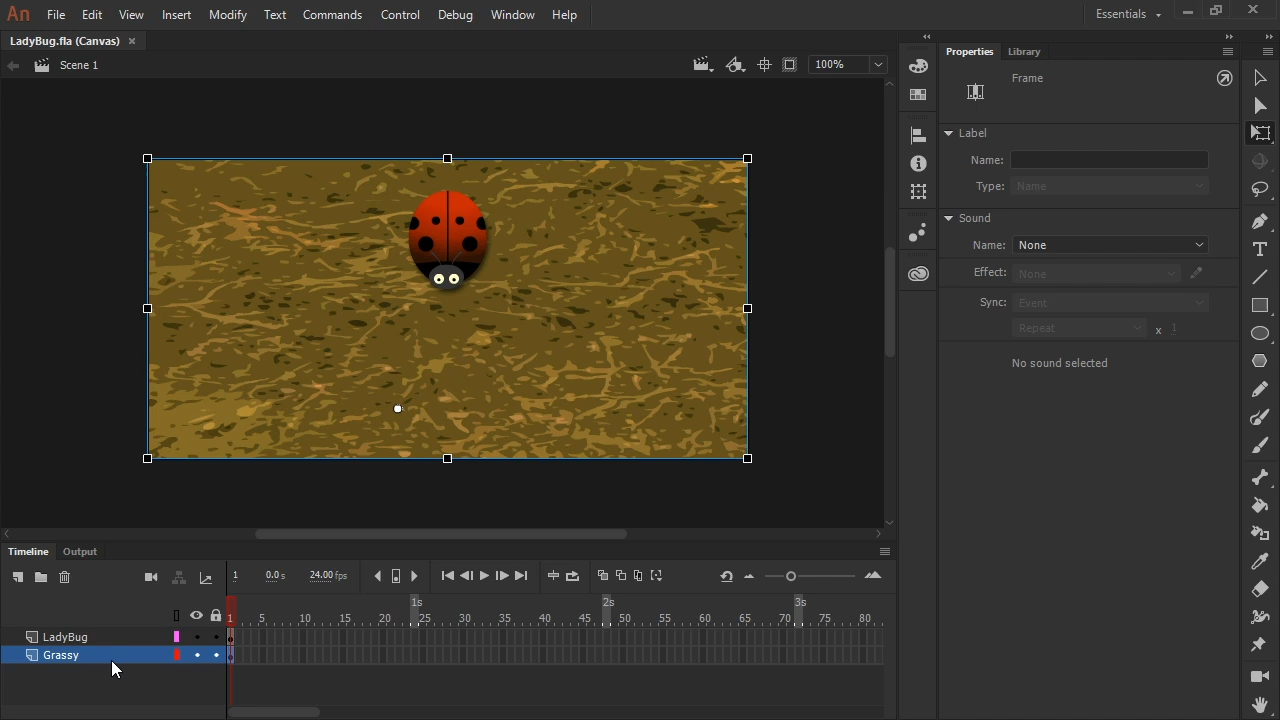 An File Edit View Insert Modify Text Commands Control Debug Window Help Essentials
LadyBug.fla (Canvas) ×
Scene 1 100%
Properties Library
Frame
Label
Name:
Type: Name
Sound
Name: None
Effect: None
Sync: Event
Repeat x 1
No sound selected
Timeline Output
1 0.0 s 24.00 fps
1s 2s 3s
1 5 10 15 20 25 30 35 40 45 50 55 60 65 70 75 80
LadyBug
Grassy